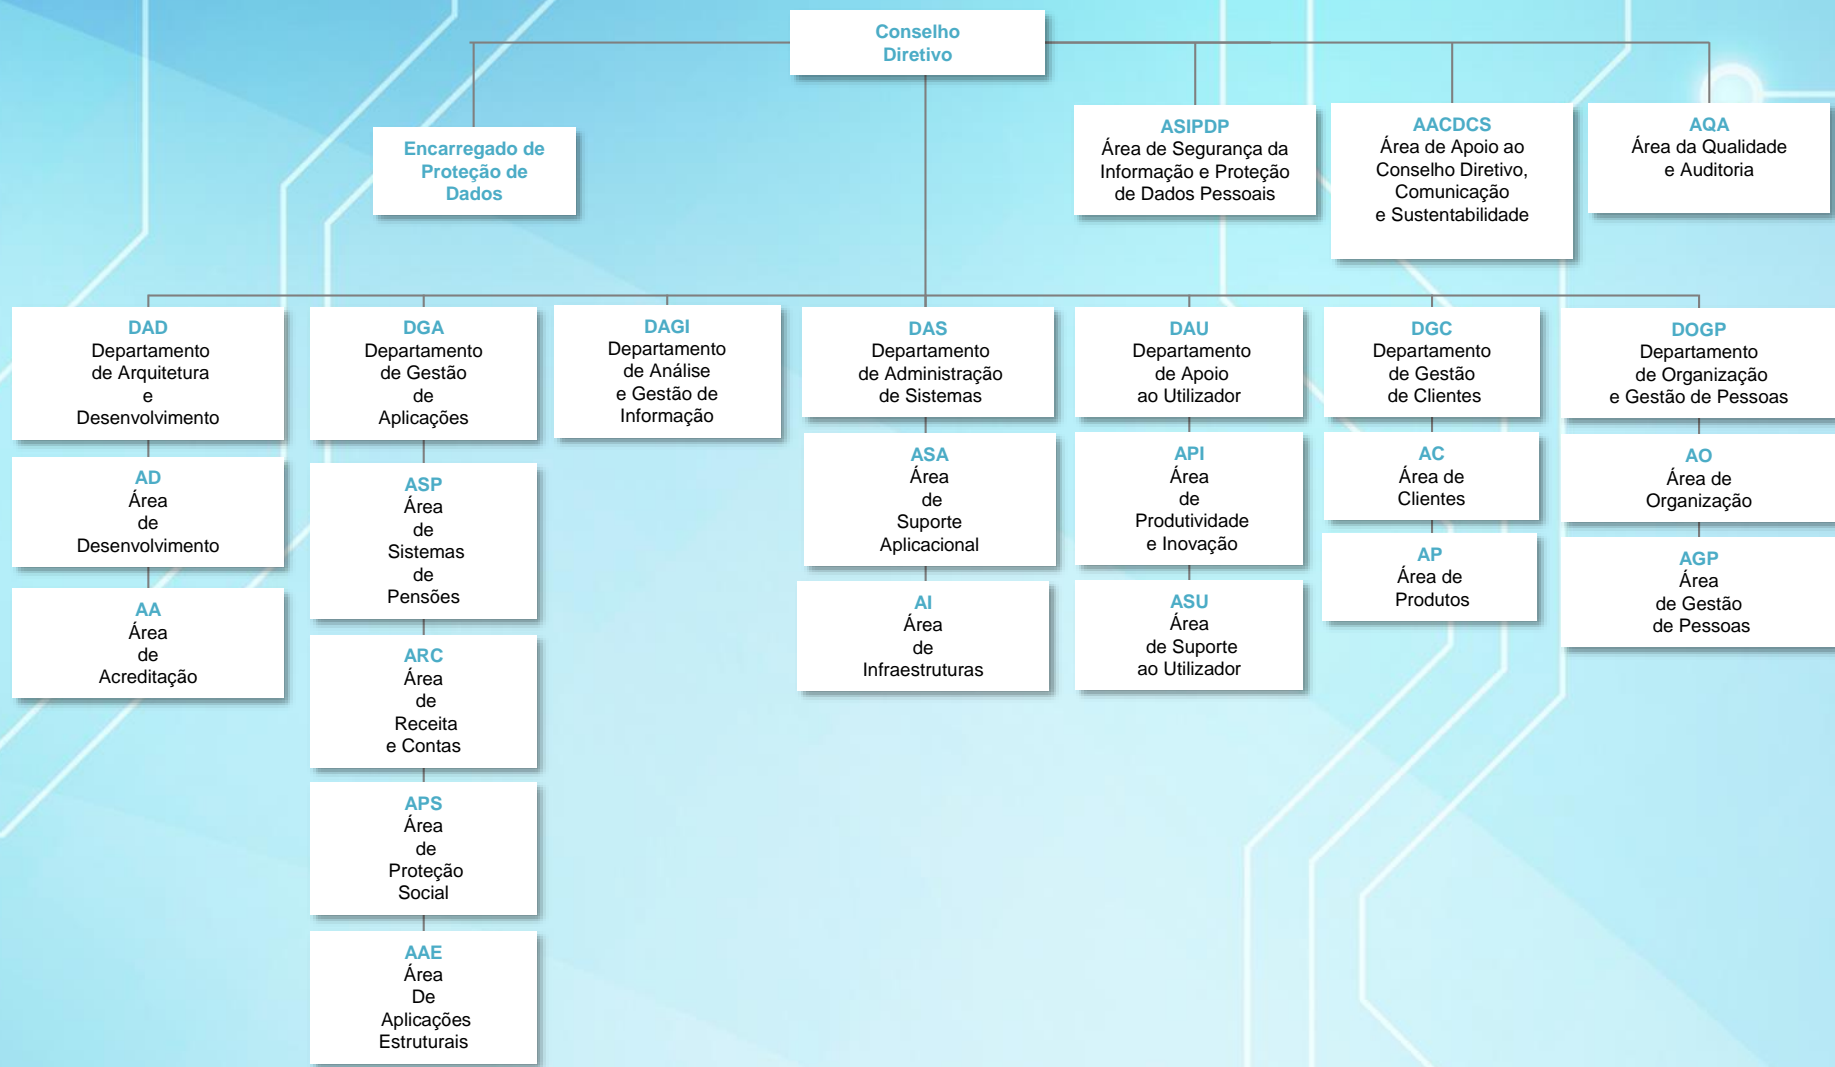 Conselho
Diretivo
Encarregado de
Proteção de
Dados
ASIPDP
Área de Segurança da
Informação e Proteção
de Dados Pessoais
AACDCS
Área de Apoio ao
Conselho Diretivo,
Comunicação
e Sustentabilidade
AQA
Área da Qualidade
e Auditoria
DAD
Departamento
de Arquitetura
e
Desenvolvimento
AD
Área
de
Desenvolvimento
AA
Área
de
Acreditação
DGA
Departamento
de Gestão
de
Aplicações
ASP
Área
de
Sistemas
de
Pensões
ARC
Área
de
Receita
e Contas
APS
Área
de
Proteção
Social
AAE
Área
De
Aplicações
Estruturais
DAGI
Departamento
de Análise
e Gestão de
Informação
DAS
Departamento
de Administração
de Sistemas
ASA
Área
de
Suporte
Aplicacional
AI
Área
de
Infraestruturas
DAU
Departamento
de Apoio
ao Utilizador
API
Área
de
Produtividade
e Inovação
ASU
Área
de Suporte
ao Utilizador
DGC
Departamento
de Gestão
de Clientes
AC
Área de
Clientes
AP
Área de
Produtos
DOGP
Departamento
de Organização
e Gestão de Pessoas
AO
Área de
Organização
AGP
Área
de Gestão
de Pessoas